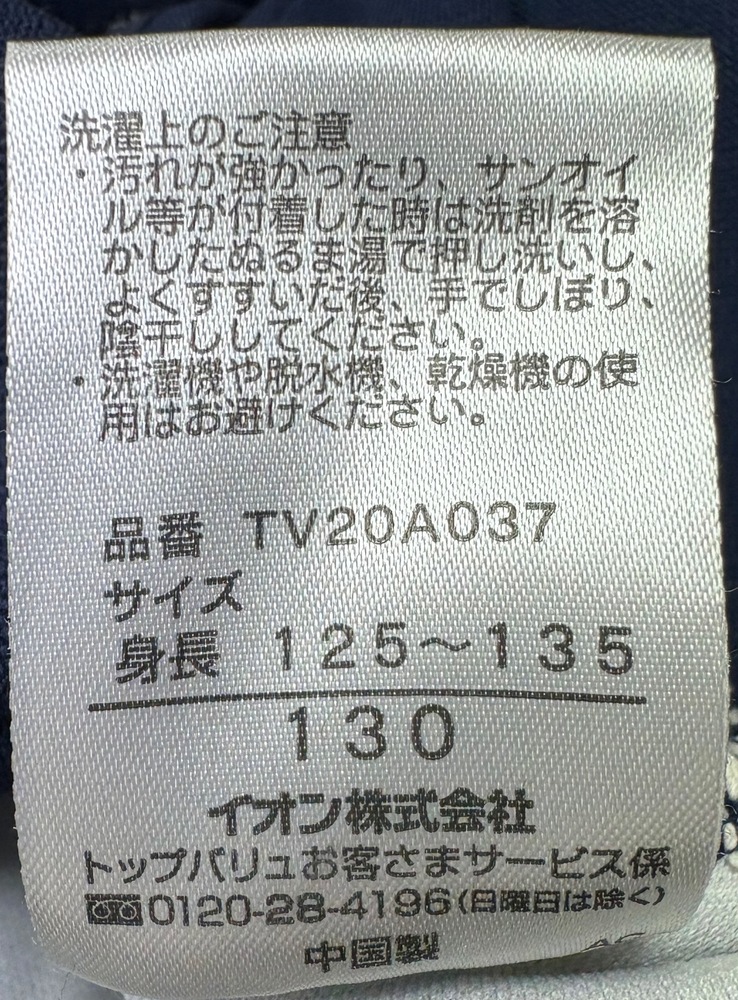 洗濯上のご注意
・汚れが強かったり、サンオイ
ル等が付着した時は洗剤を溶
かしたぬるま湯で押し洗いし、
よくすすいだ後、手でしぼり、
陰干ししてください。
・洗濯機や脱水機、乾燥機の使
用はお避けください。
品番 TV20A037
サイズ
身長 125～135
130
イオン株式会社
トップバリュお客さまサービス係
0120-28-4196(日曜日は除く)
中国製